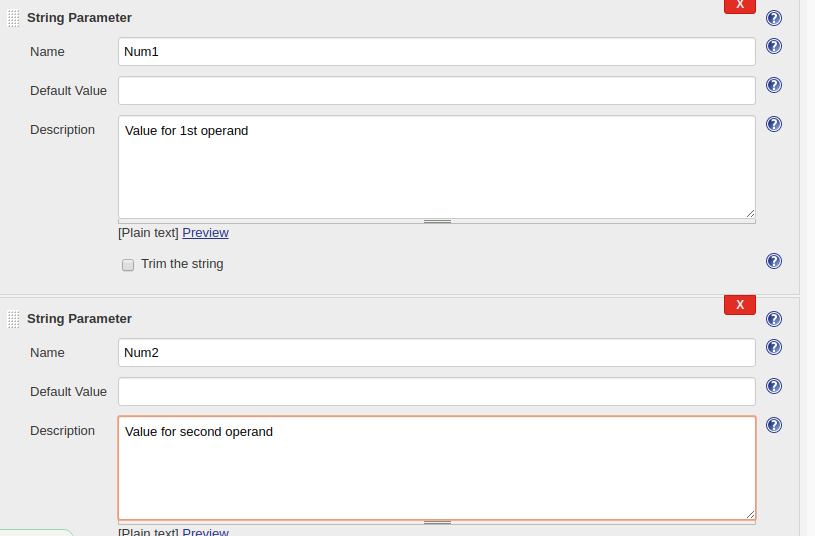 X
String Parameter ?
Name Num1 ?
Default Value ?
Description Value for 1st operand ?
[Plain text] Preview
Trim the string ?
X
String Parameter ?
Name Num2 ?
Default Value ?
Description Value for second operand ?
[Plain text] Preview